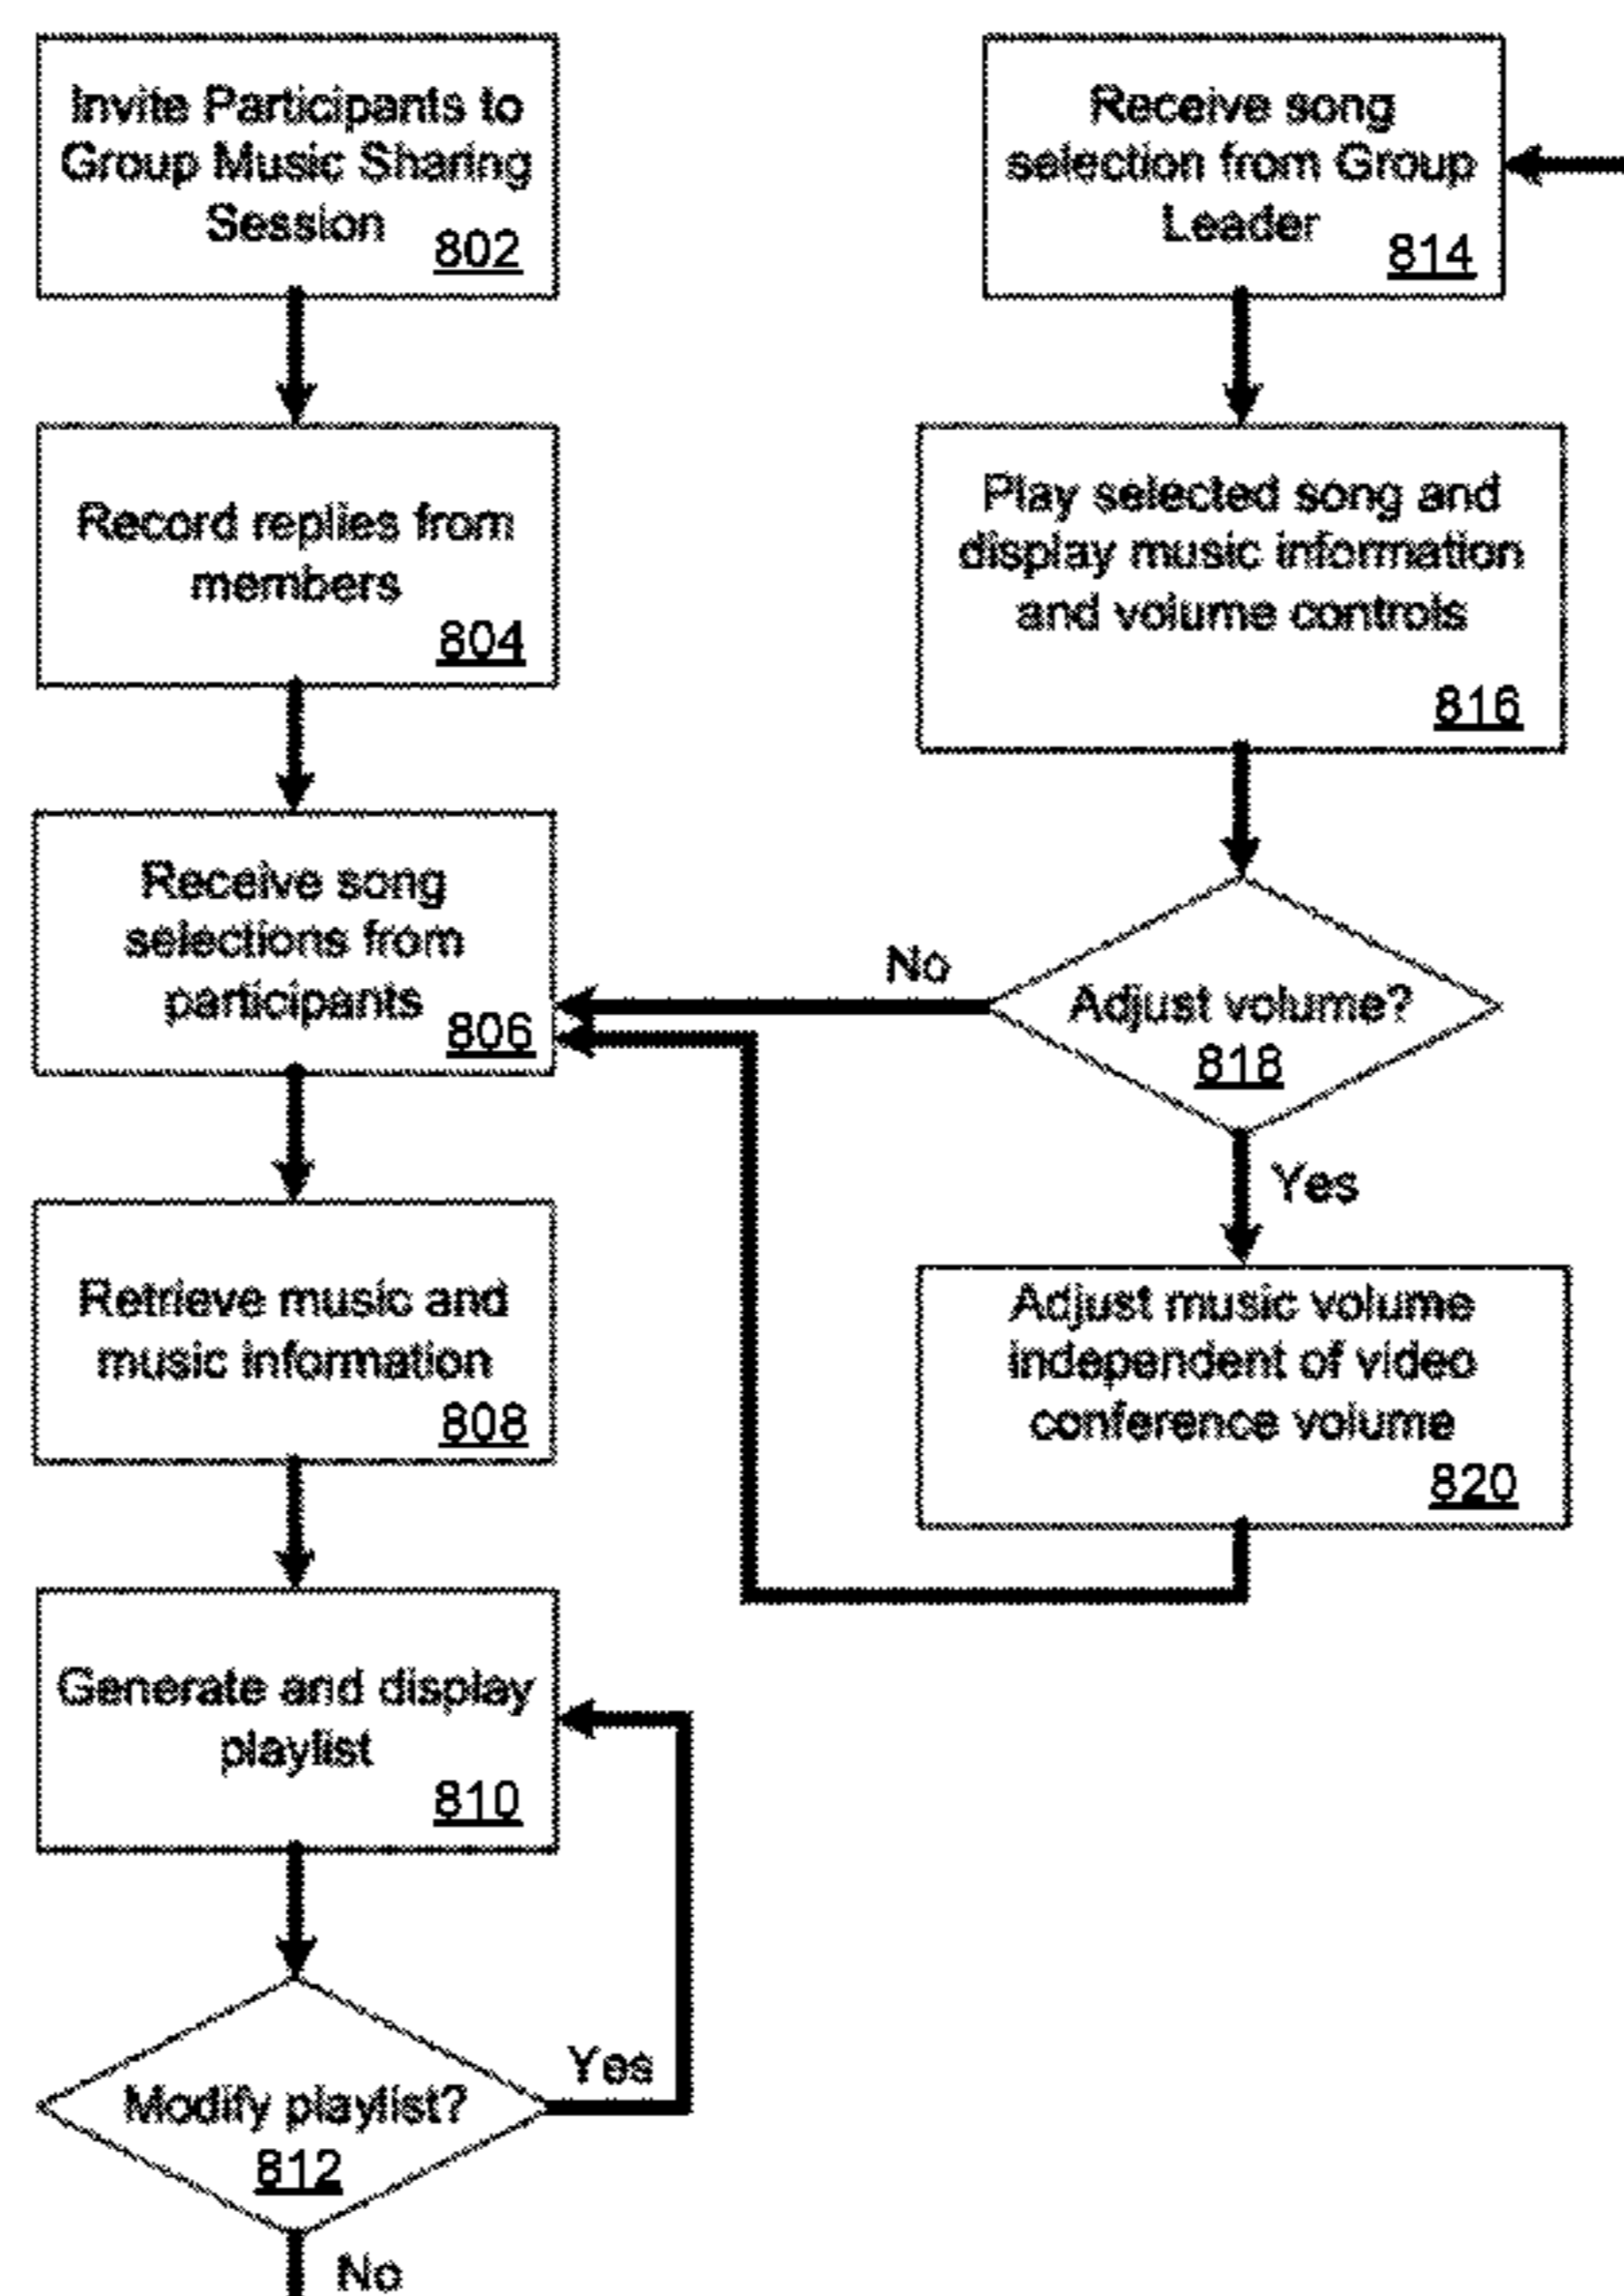 Invite Participants to
Group Music Sharing
Session
802
Record replies from
members
804
Receive song
selections from
participants
806
Retrieve music and
music information
808
Generate and display
playlist
810
Yes
Modify playlist?
812
No
Receive song
selection from Group
Leader
814
Play selected song and
display music information
and volume controls
816
No
Adjust volume?
818
Yes
Adjust music volume
independent of video
conference volume
820